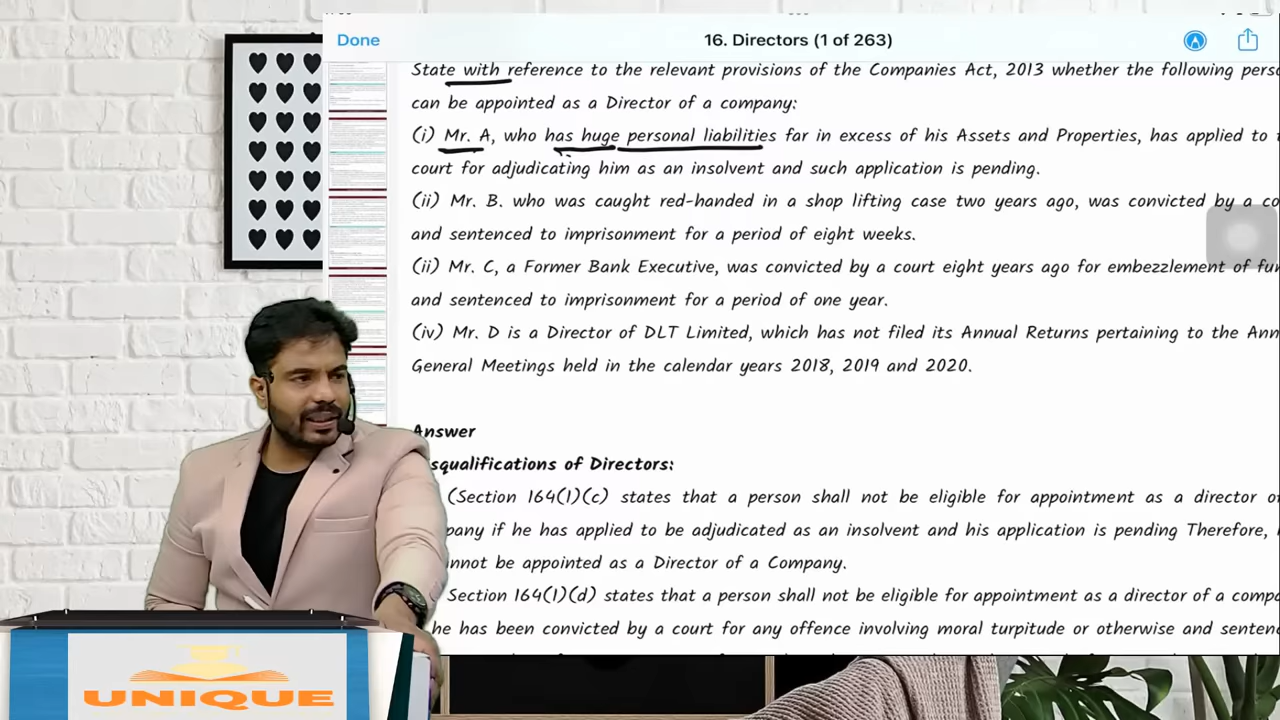 Done
16. Directors (1 of 263)
State with reference to the relevant provisions of the Companies Act, 2013 whether the following
can be appointed as a Director of a company:
(i) Mr. A, who has huge personal liabilities far in excess of his Assets and Properties, has applied to
court for adjudicating him as an insolvent and such application is pending.
(ii) Mr. B. who was caught red-handed in a shop lifting case two years ago, was convicted by a
and sentenced to imprisonment for a period of eight weeks.
(ii) Mr. C, a Former Bank Executive, was convicted by a court eight years ago for embezzlement of
and sentenced to imprisonment for a period of one year.
(iv) Mr. D is a Director of DLT Limited, which has not filed its Annual Returns pertaining to the
General Meetings held in the calendar years 2018, 2019 and 2020.
Answer
squalifications of Directors:
(Section 164(1)(c) states that a person shall not be eligible for appointment as a director
pany if he has applied to be adjudicated as an insolvent and his application is pending Therefore,
nnot be appointed as a Director of a Company.
Section 164(1)(d) states that a person shall not be eligible for appointment as a director of a
he has been convicted by a court for any offence involving moral turpitude or otherwise and
UNIQUE